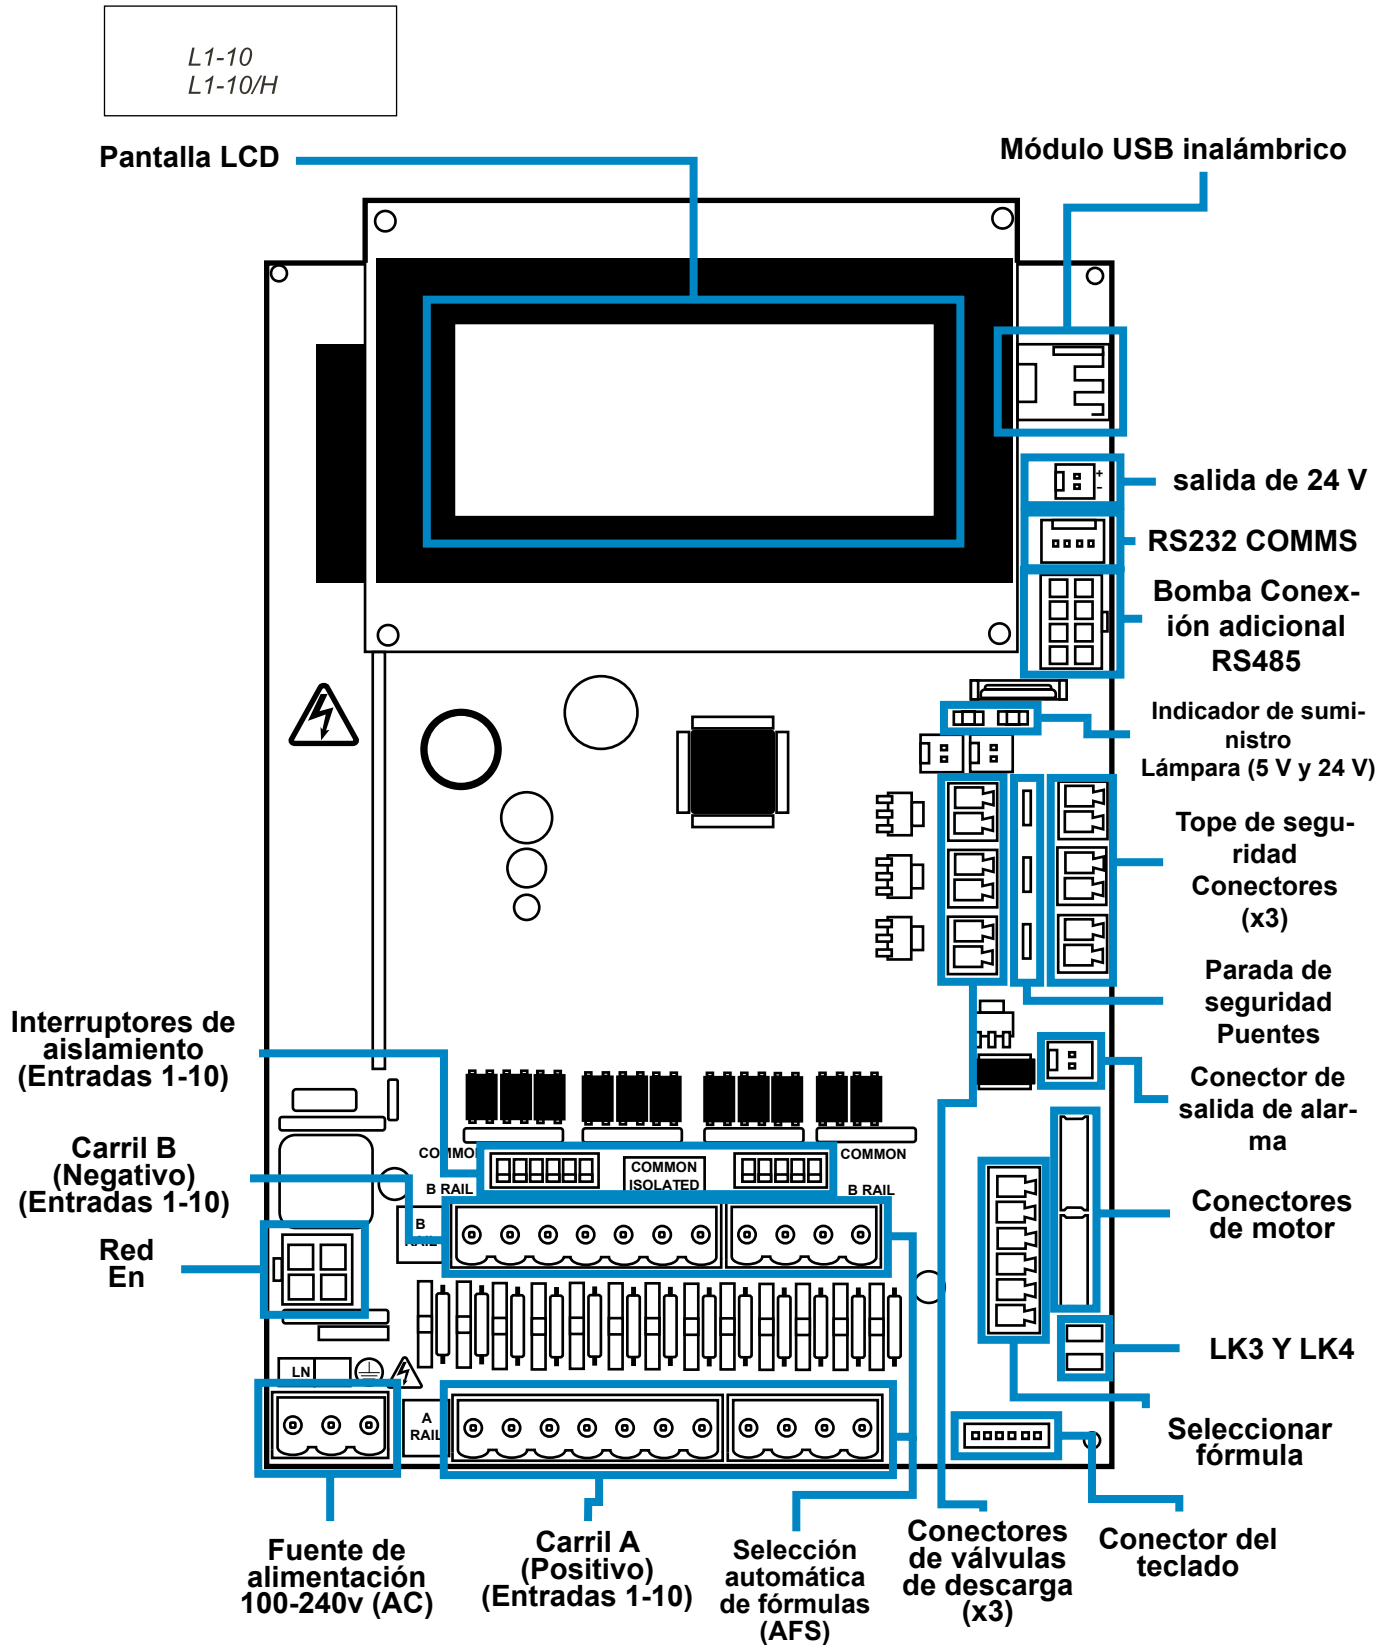 L1-10
L1-10/H
Pantalla LCD
Módulo USB inalámbrico
+
−
salida de 24 V
RS232 COMMS
Bomba Conex-
ión adicional
RS485
Indicador de sumi-
nistro
Lámpara (5 V y 24 V)
Tope de segu-
ridad
Conectores
(x3)
Parada de
seguridad
Puentes
Interruptores de
aislamiento
(Entradas 1-10)
Conector de
salida de alar-
ma
Carril B
(Negativo)
(Entradas 1-10)
COMMON
COMMON
ISOLATED
COMMON
B RAIL
B RAIL
B
RAIL
Conectores
de motor
Red
En
LK3 Y LK4
LN
A
RAIL
Seleccionar
fórmula
Fuente de
alimentación
100-240v (AC)
Carril A
(Positivo)
(Entradas 1-10)
Selección
automática
de fórmulas
(AFS)
Conectores
de válvulas
de descarga
(x3)
Conector del
teclado